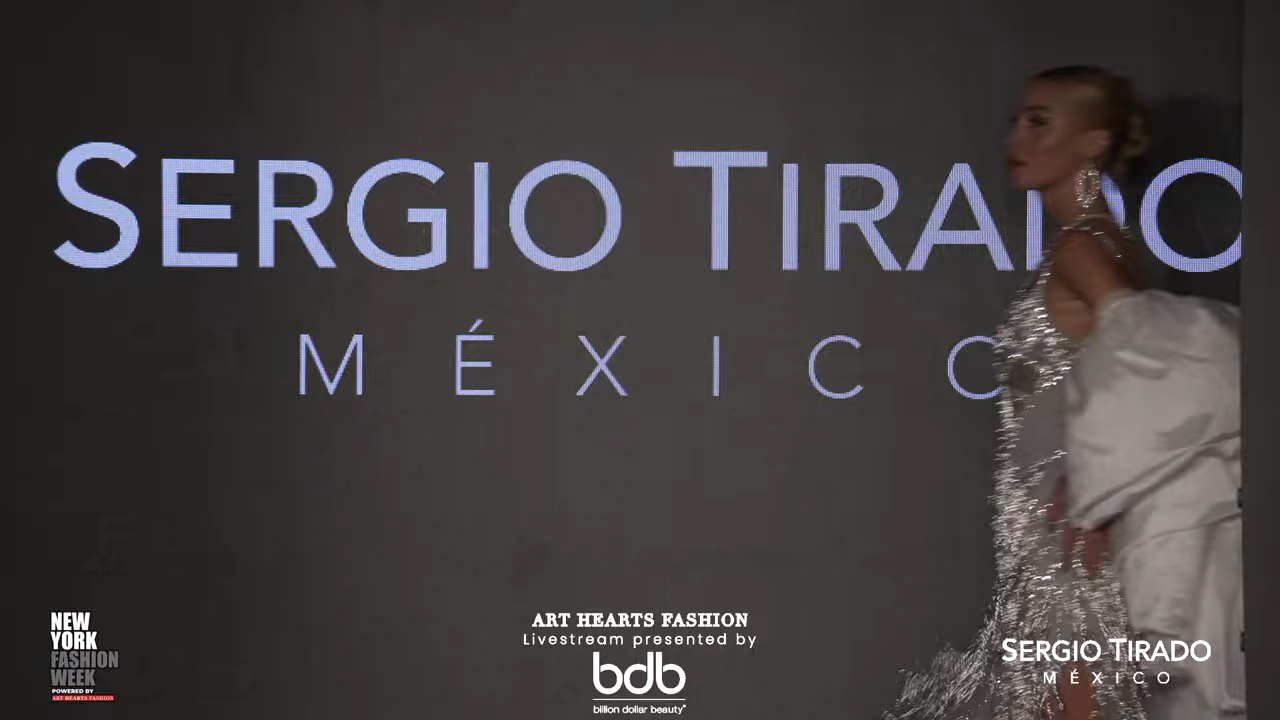 SERGIO TIRADO
MÉXICO
NEW
YORK
FASHION
WEEK
POWERED BY
ART HEARTS FASHION
ART HEARTS FASHION
Livestream presented by
bdb
billion dollar beauty
SERGIO TIRADO
MÉXICO